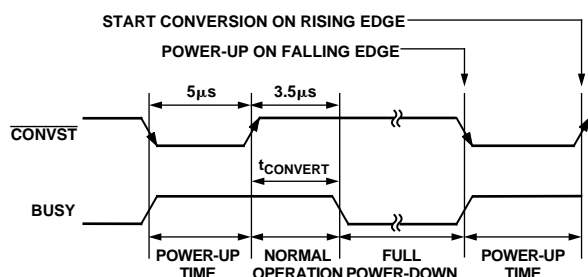 START CONVERSION ON RISING EDGE
POWER-UP ON FALLING EDGE
5µs
3.5µs
CONVST
tCONVERT
BUSY
POWER-UP
TIME
NORMAL
OPERATION
FULL
POWER-DOWN
POWER-UP
TIME